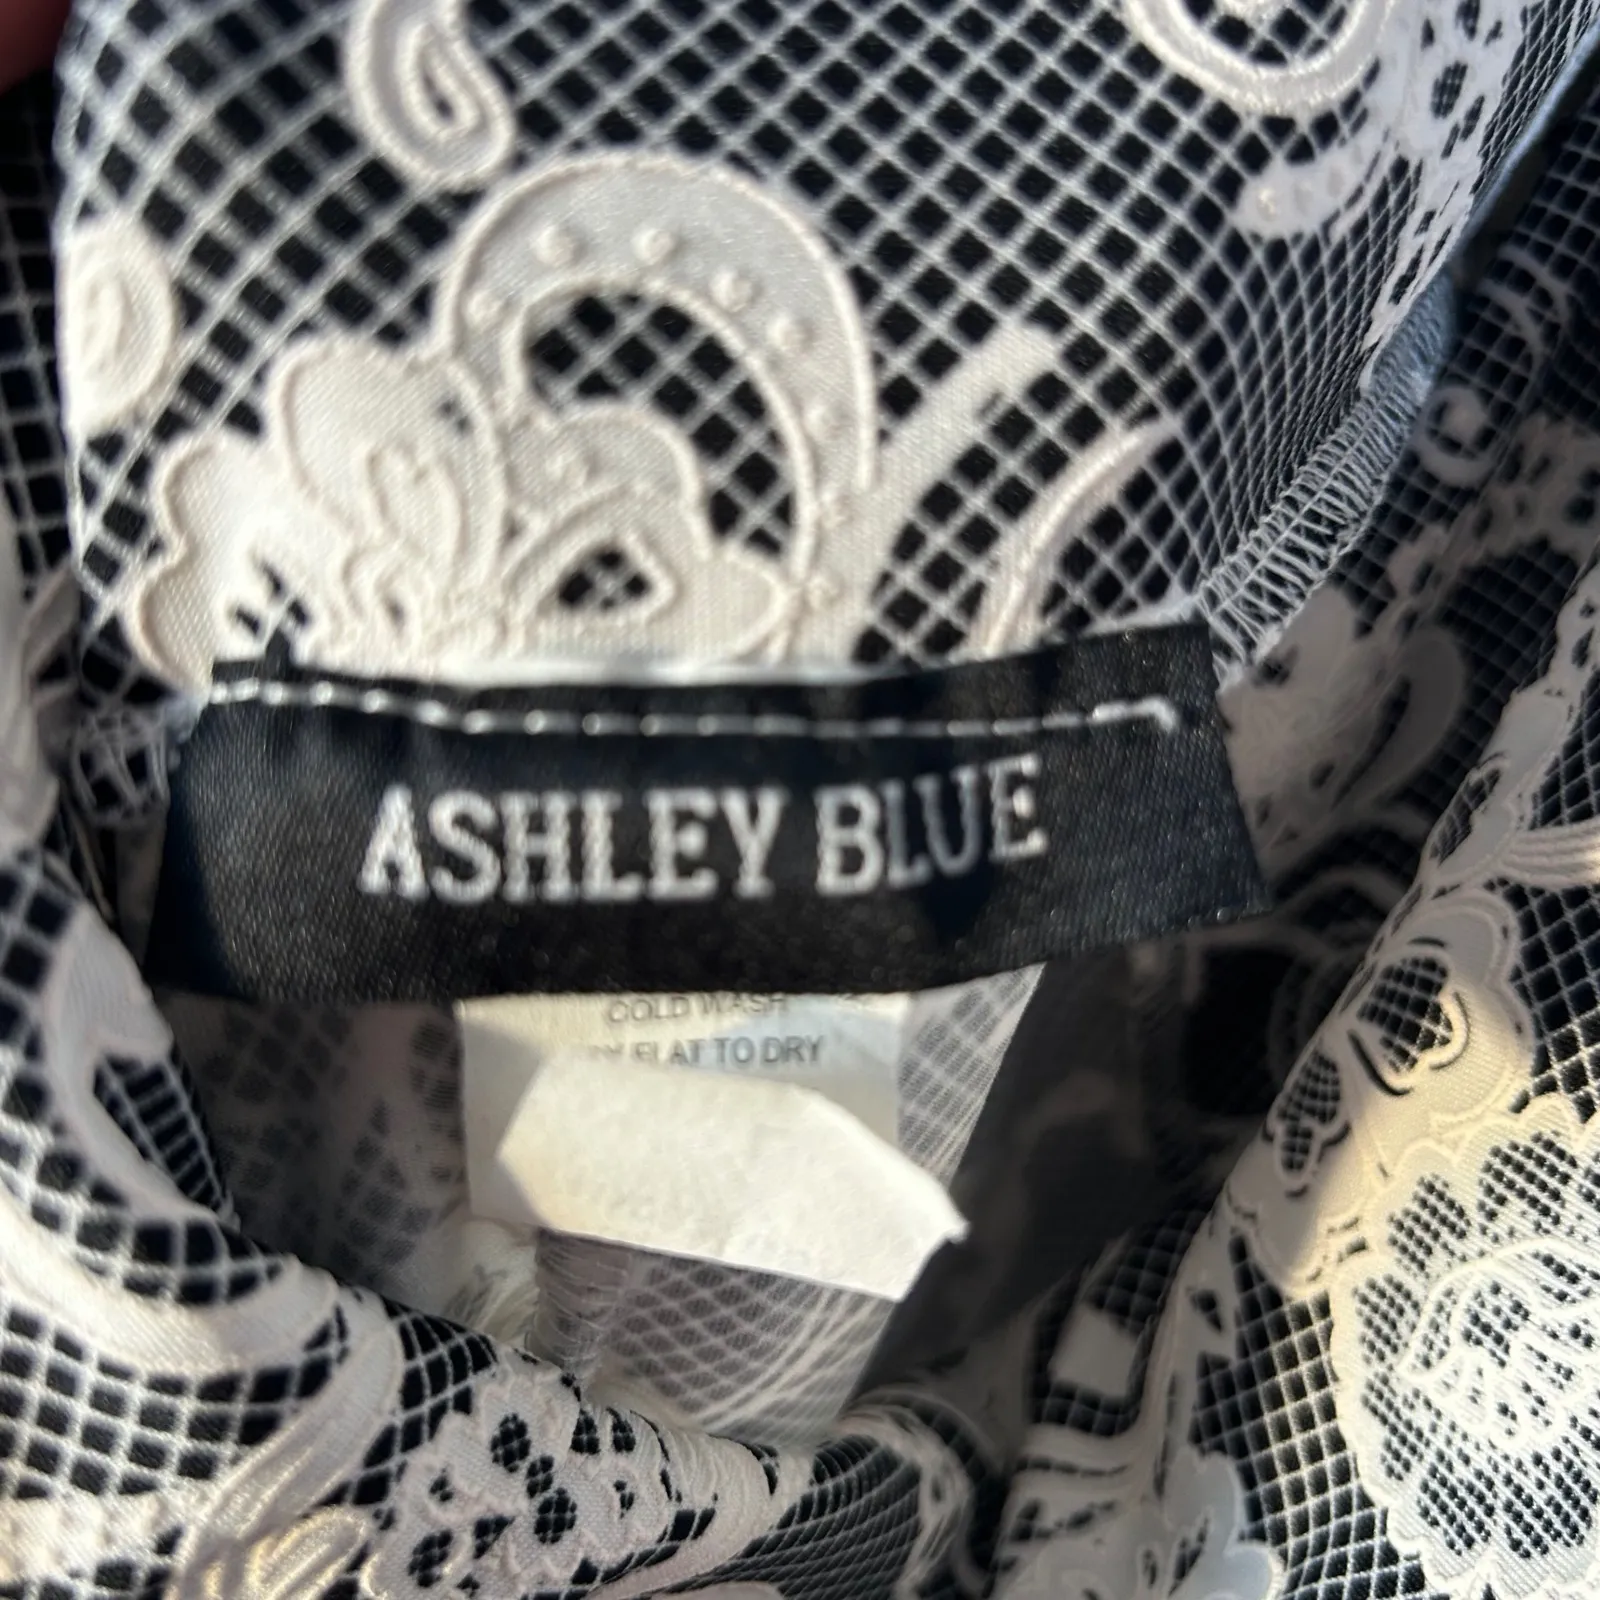 ASHLEY BLUE
COLD WASH
FLAT TO DRY